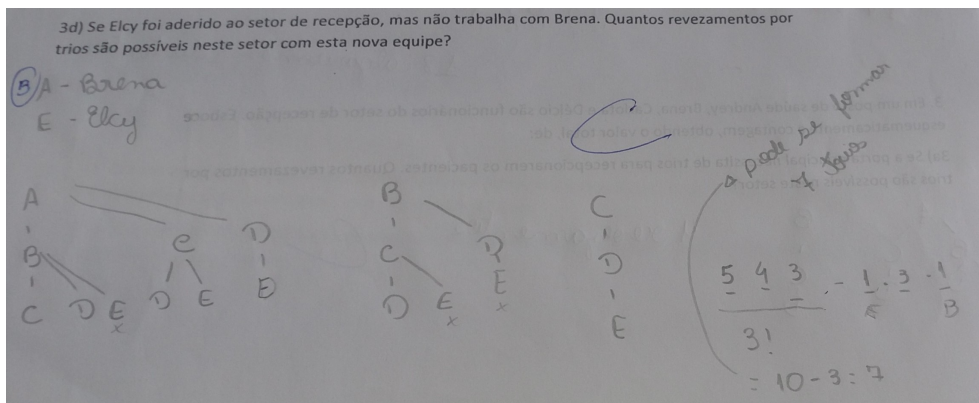 3d) Se Elcy foi aderido ao setor de recepção, mas não trabalha com Brena. Quantos revezamentos por
trios são possíveis neste setor com esta nova equipe?
B A - Brena
E - Elcy
pode se formar
7 
A
B
C D E
x
C
D E
D
E
B
C
D E
x
D
E
x
C
D
E
5 4 3 - 1 . 3 . 1
3! E B
= 10 - 3 : 7